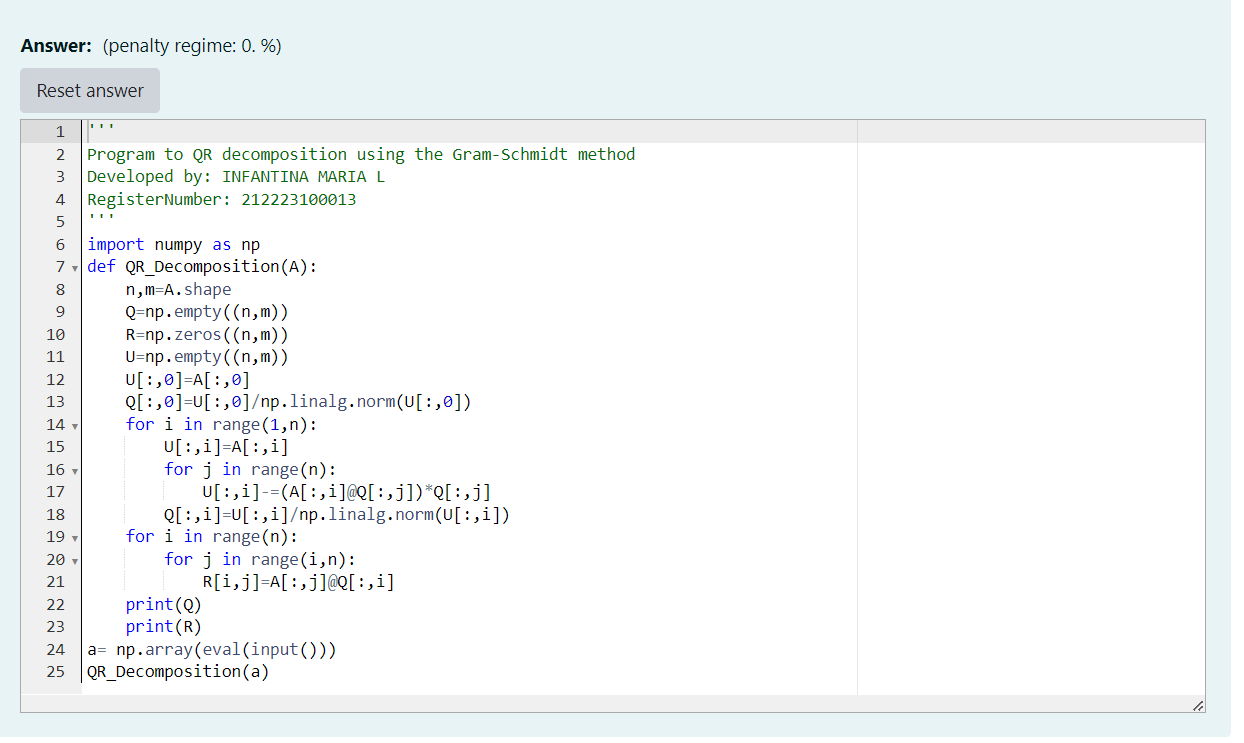 Answer: (penalty regime: 0. %)
Reset answer
1 '''
2 Program to QR decomposition using the Gram-Schmidt method
3 Developed by: INFANTINA MARIA L
4 RegisterNumber: 212223100013
5 '''
6 import numpy as np
7 def QR_Decomposition(A):
8     n,m=A.shape
9     Q=np.empty((n,m))
10     R=np.zeros((n,m))
11     U=np.empty((n,m))
12     U[:,0]=A[:,0]
13     Q[:,0]=U[:,0]/np.linalg.norm(U[:,0])
14     for i in range(1,n):
15         U[:,i]=A[:,i]
16         for j in range(n):
17             U[:,i]-=(A[:,i]@Q[:,j])*Q[:,j]
18         Q[:,i]=U[:,i]/np.linalg.norm(U[:,i])
19     for i in range(n):
20         for j in range(i,n):
21             R[i,j]=A[:,j]@Q[:,i]
22     print(Q)
23     print(R)
24 a= np.array(eval(input()))
25 QR_Decomposition(a)